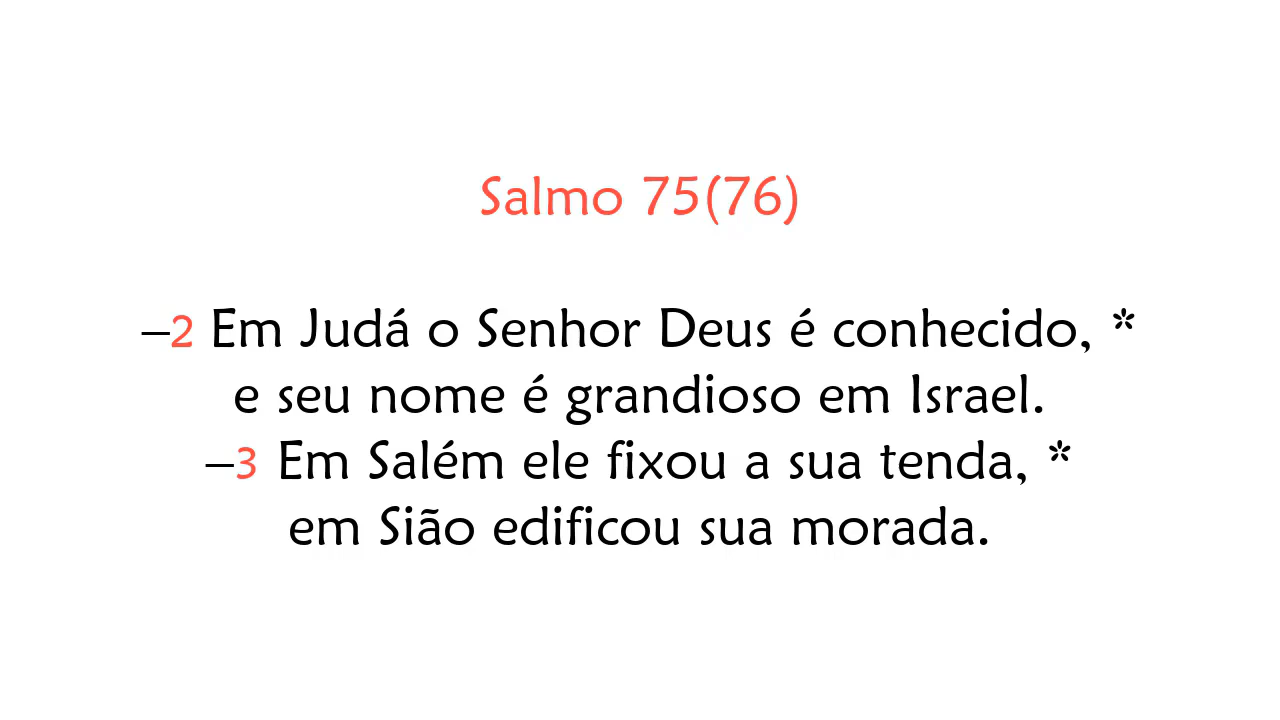 Salmo 75(76)
–2 Em Judá o Senhor Deus é conhecido, *
e seu nome é grandioso em Israel.
–3 Em Salém ele fixou a sua tenda, *
em Sião edificou sua morada.